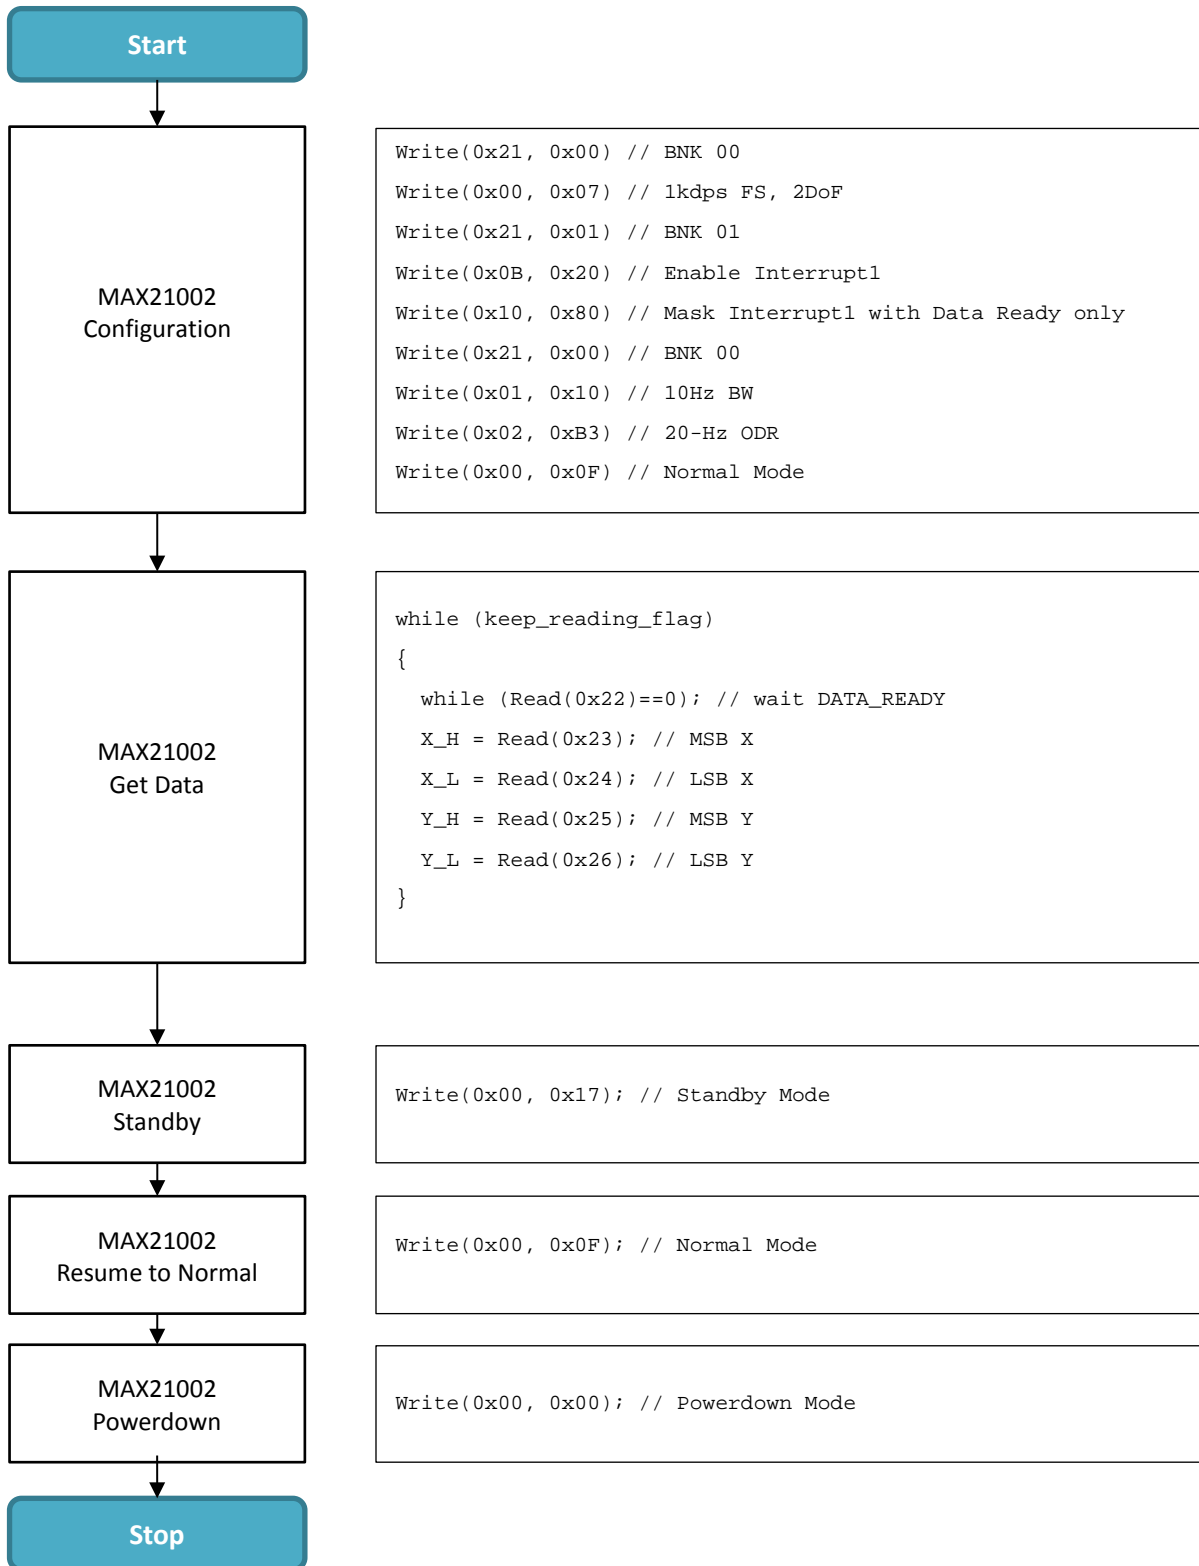 Start
MAX21002
Configuration
Write(0x21, 0x00) // BNK 00
Write(0x00, 0x07) // 1kdps FS, 2DoF
Write(0x21, 0x01) // BNK 01
Write(0x0B, 0x20) // Enable Interrupt1
Write(0x10, 0x80) // Mask Interrupt1 with Data Ready only
Write(0x21, 0x00) // BNK 00
Write(0x01, 0x10) // 10Hz BW
Write(0x02, 0xB3) // 20-Hz ODR
Write(0x00, 0x0F) // Normal Mode
MAX21002
Get Data
while (keep_reading_flag)
{
while (Read(0x22)==0); // wait DATA_READY
X_H = Read(0x23); // MSB X
X_L = Read(0x24); // LSB X
Y_H = Read(0x25); // MSB Y
Y_L = Read(0x26); // LSB Y
}
MAX21002
Standby
Write(0x00, 0x17); // Standby Mode
MAX21002
Resume to Normal
Write(0x00, 0x0F); // Normal Mode
MAX21002
Powerdown
Write(0x00, 0x00); // Powerdown Mode
Stop